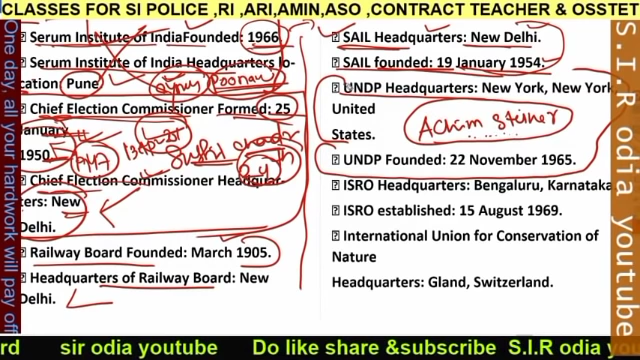 CLASSES FOR SI POLICE ,RI ,ARI,AMIN,ASO ,CONTRACT TEACHER & OSSTET
One day, all your hardwork will pay off
Serum Institute of IndiaFounded: 1966
Serum Institute of India Headquarters lo-
cation Pune
Poonawa
Chief Election Commissioner Formed: 25
January
1950.
Chief Election Commissioner Headquar-
ters: New
Delhi.
Railway Board Founded: March 1905.
Headquarters of Railway Board: New
Delhi.
SAIL Headquarters: New Delhi.
SAIL founded: 19 January 1954.
UNDP Headquarters: New York, New York
United
States.
Achim Steiner
UNDP Founded: 22 November 1965.
ISRO Headquarters: Bengaluru, Karnataka
ISRO established: 15 August 1969.
International Union for Conservation of
Nature
Headquarters: Gland, Switzerland.
S.I.R odia youtube
rd sir odia youtube Do like share &subscribe S.I.R odia yo